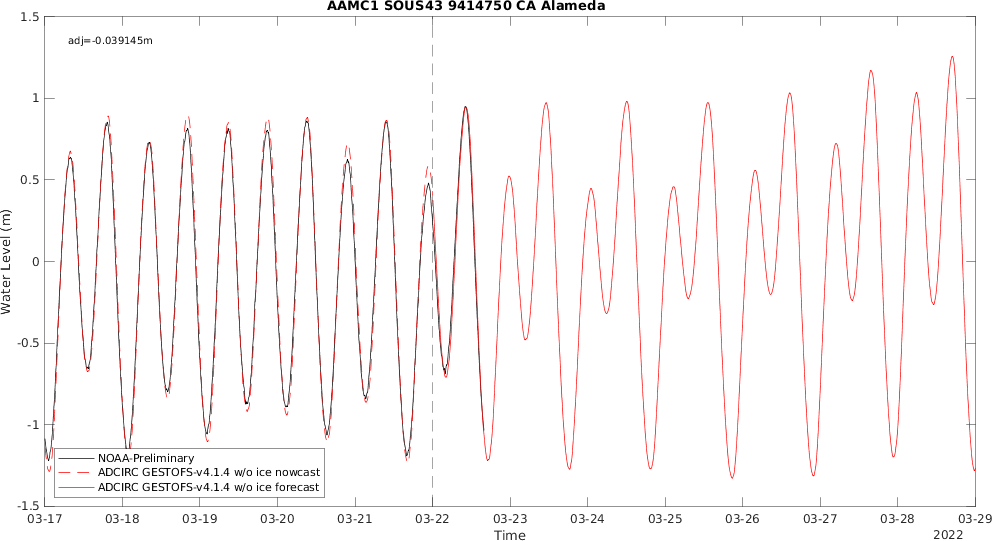 AAMC1 SOUS43 9414750 CA Alameda
adj=-0.039145m
1.5
1
0.5
0
-0.5
-1
-1.5
Water Level (m)
NOAA-Preliminary
ADCIRC GESTOFS-v4.1.4 w/o ice nowcast
ADCIRC GESTOFS-v4.1.4 w/o ice forecast
03-17 03-18 03-19 03-20 03-21 03-22 03-23 03-24 03-25 03-26 03-27 03-28 03-29
Time
2022